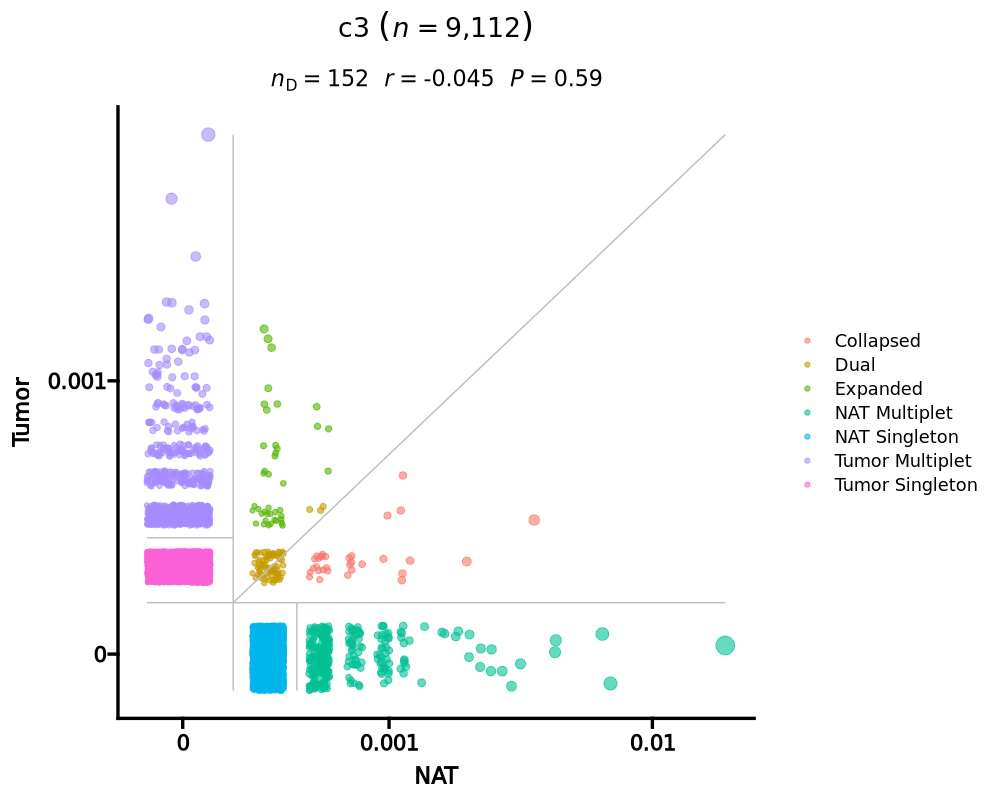 c3 (n = 9,112)
n_D = 152 r = -0.045 P = 0.59
Tumor
0.001
0
0
0.001
0.01
NAT
Collapsed
Dual
Expanded
NAT Multiplet
NAT Singleton
Tumor Multiplet
Tumor Singleton